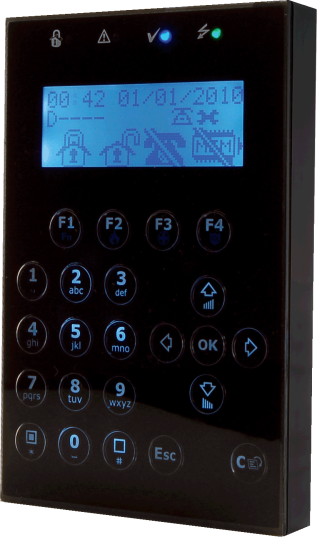 00:42 01/01/2010
D----
MEM
F1 F2 F3 F4
1 2 abc 3 def
4 ghi 5 jkl 6 mno OK
7 pqrs 8 tuv 9 wxyz
* 0 _ # Esc C